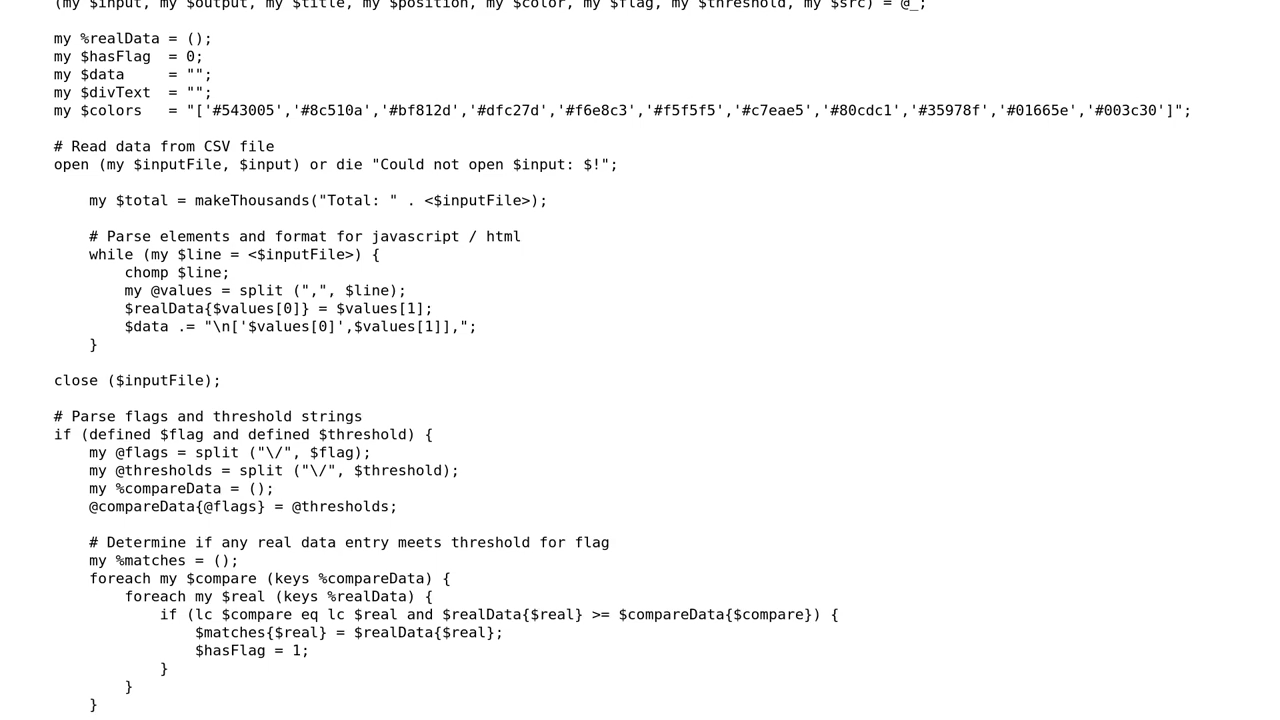 (my $input, my $output, my $title, my $position, my $color, my $flag, my $threshold, my $src) = @_;
my %realData = ();
my $hasFlag  = 0;
my $data     = "";
my $divText  = "";
my $colors   = "['#543005','#8c510a','#bf812d','#dfc27d','#f6e8c3','#f5f5f5','#c7eae5','#80cdc1','#35978f','#01665e','#003c30']";
# Read data from CSV file
open (my $inputFile, $input) or die "Could not open $input: $!";
my $total = makeThousands("Total: " . <$inputFile>);
# Parse elements and format for javascript / html
while (my $line = <$inputFile>) {
chomp $line;
my @values = split (",", $line);
$realData{$values[0]} = $values[1];
$data .= "\n['$values[0]',$values[1]],";
}
close ($inputFile);
# Parse flags and threshold strings
if (defined $flag and defined $threshold) {
my @flags = split ("\/", $flag);
my @thresholds = split ("\/", $threshold);
my %compareData = ();
@compareData{@flags} = @thresholds;
# Determine if any real data entry meets threshold for flag
my %matches = ();
foreach my $compare (keys %compareData) {
foreach my $real (keys %realData) {
if (lc $compare eq lc $real and $realData{$real} >= $compareData{$compare}) {
$matches{$real} = $realData{$real};
$hasFlag = 1;
}
}
}